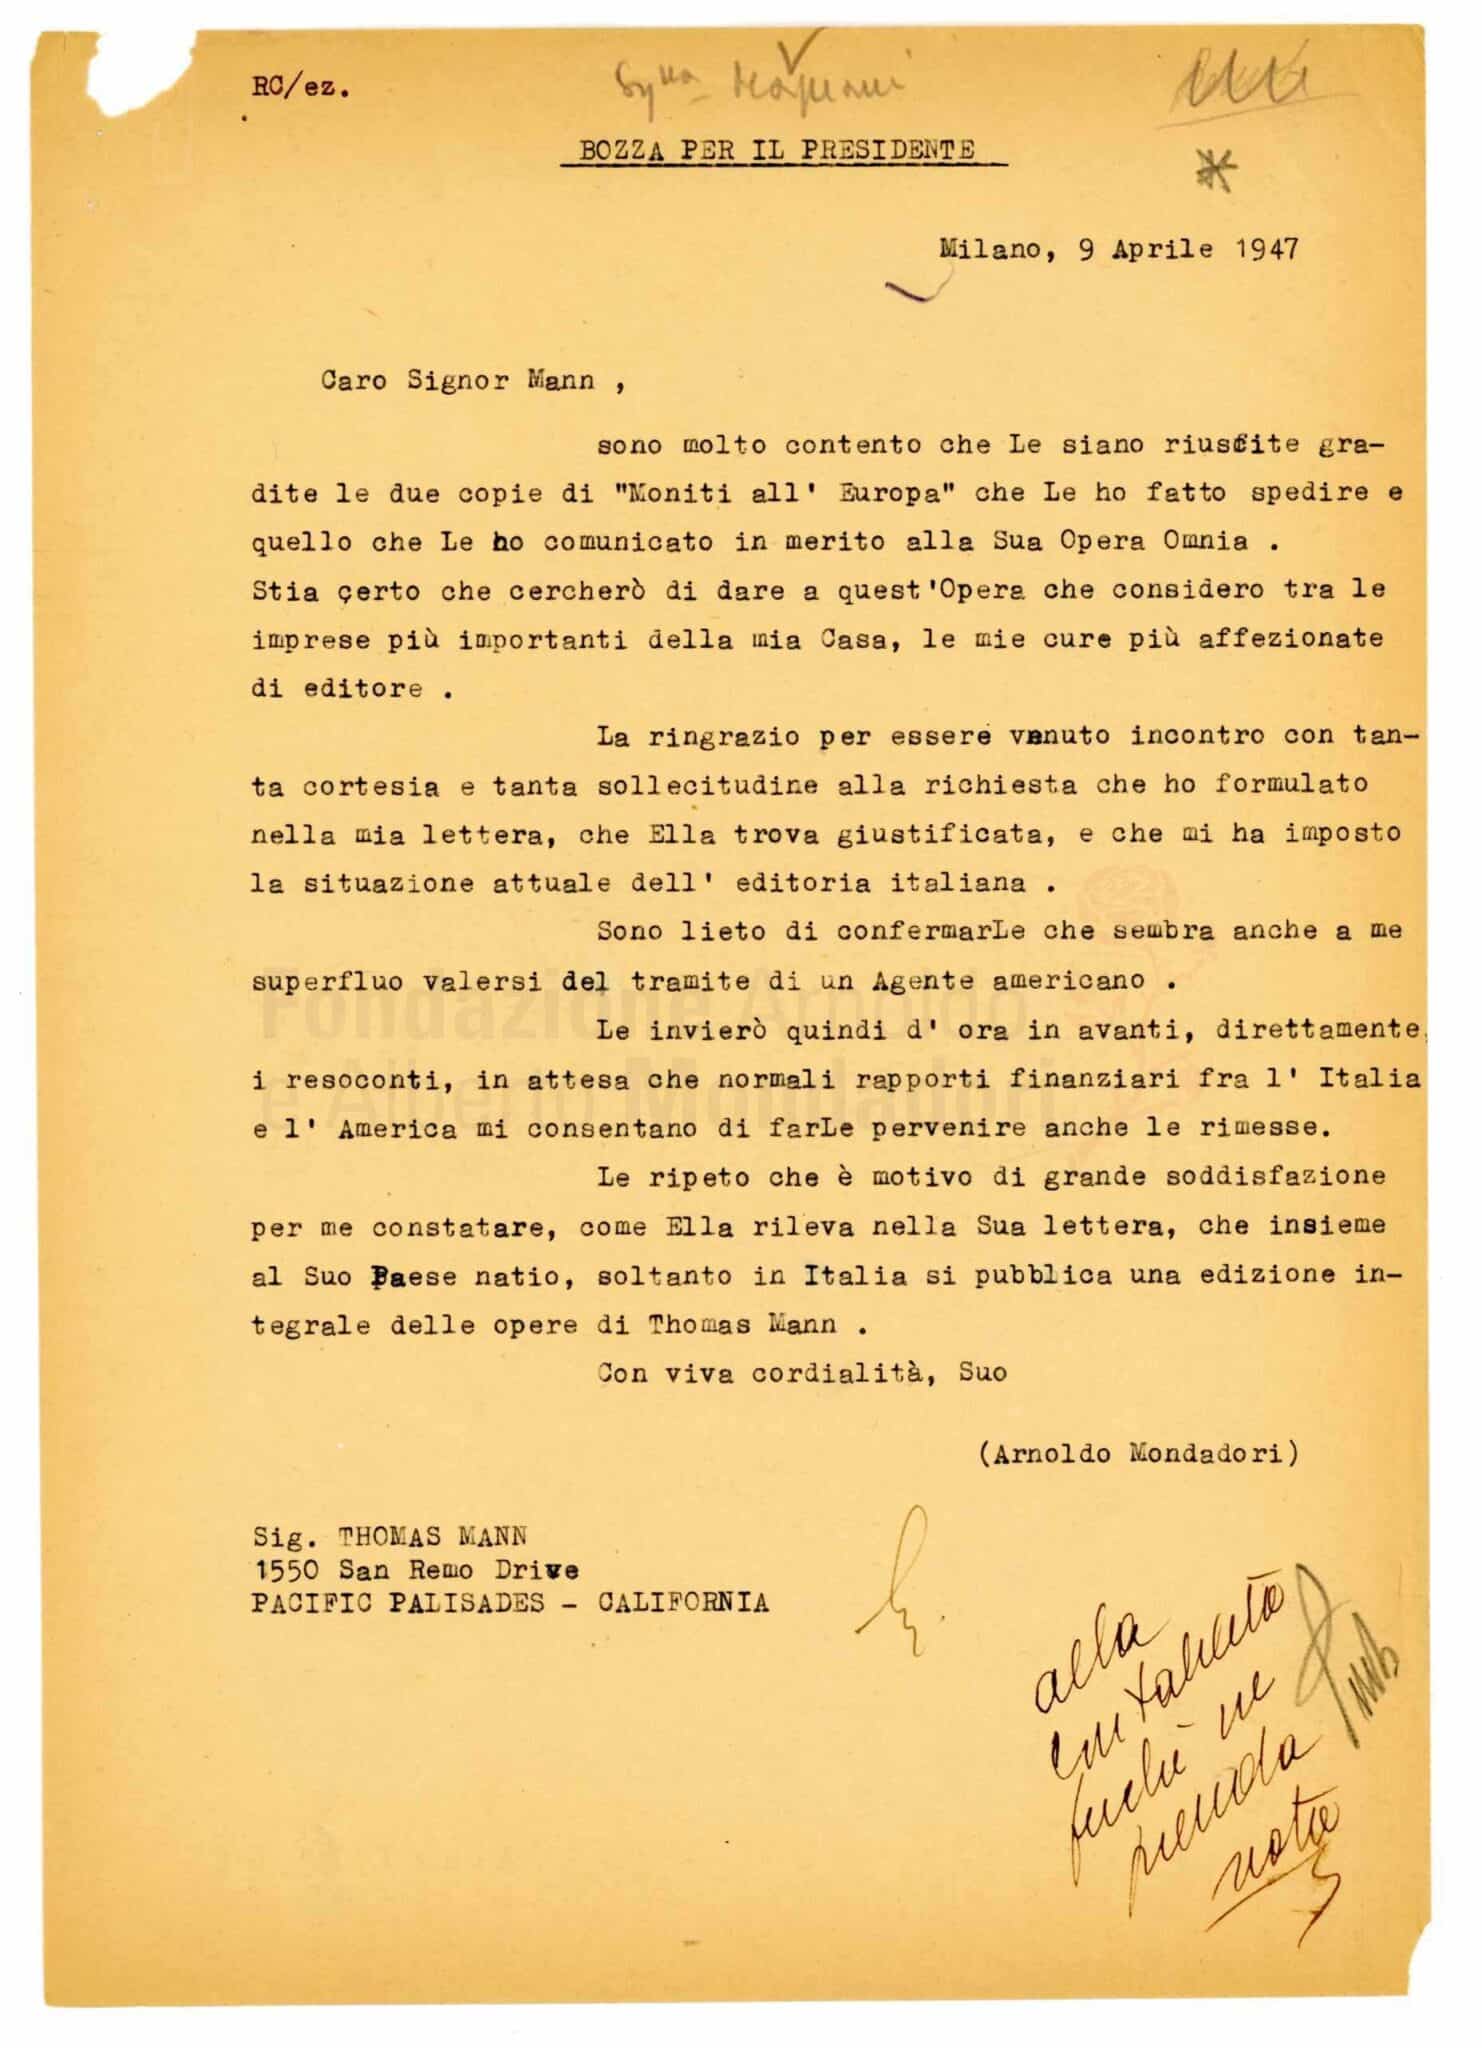 RC/ez.
BOZZA PER IL PRESIDENTE
Milano, 9 Aprile 1947
Caro Signor Mann ,
sono molto contento che Le siano riuscite gra-
dite le due copie di "Moniti all' Europa" che Le ho fatto spedire e
quello che Le ho comunicato in merito alla Sua Opera Omnia .
Stia certo che cercherò di dare a quest'Opera che considero tra le
imprese più importanti della mia Casa, le mie cure più affezionate
di editore .
La ringrazio per essere venuto incontro con tan-
ta cortesia e tanta sollecitudine alla richiesta che ho formulato
nella mia lettera, che Ella trova giustificata, e che mi ha imposto
la situazione attuale dell' editoria italiana .
Sono lieto di confermarLe che sembra anche a me
superfluo valersi del tramite di un Agente americano .
Le invierò quindi d' ora in avanti, direttamente,
i resoconti, in attesa che normali rapporti finanziari fra l' Italia
e l' America mi consentano di farLe pervenire anche le rimesse.
Le ripeto che è motivo di grande soddisfazione
per me constatare, come Ella rileva nella Sua lettera, che insieme
al Suo Paese natio, soltanto in Italia si pubblica una edizione in-
tegrale delle opere di Thomas Mann .
Con viva cordialità, Suo
(Arnoldo Mondadori)
Sig. THOMAS MANN
1550 San Remo Drive
PACIFIC PALISADES - CALIFORNIA
alla
contabilità
ne
prenda
nota
Fondazione Arnoldo
e Alberto Mondadori